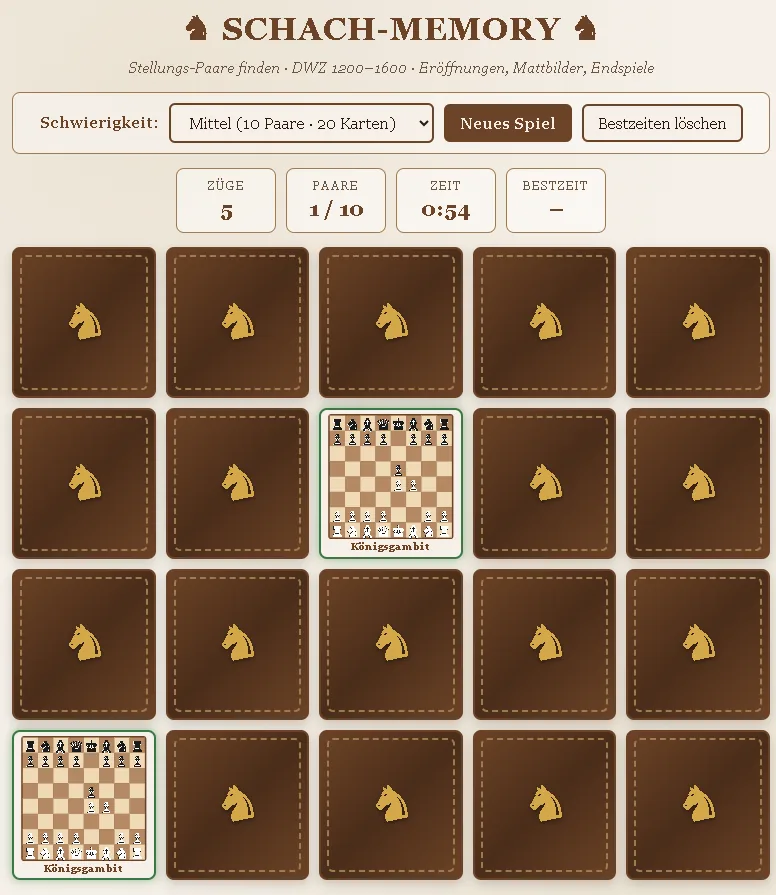 ♞ SCHACH-MEMORY ♞
Stellungs-Paare finden · DWZ 1200–1600 · Eröffnungen, Mattbilder, Endspiele
Schwierigkeit: Mittel (10 Paare · 20 Karten) Neues Spiel Bestzeiten löschen
ZÜGE PAARE ZEIT BESTZEIT
5 1 / 10 0:54 –
Königsgambit
Königsgambit